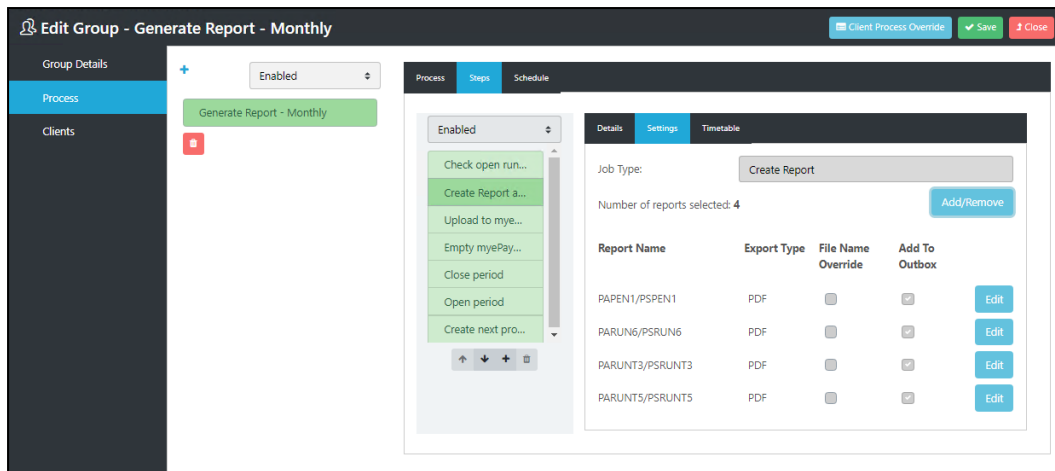 Edit Group - Generate Report - Monthly
Client Process Override
Save
Close
Group Details
Process
Clients
Enabled
Generate Report - Monthly
Process Steps Schedule
Enabled
Check open run...
Create Report a...
Upload to mye...
Empty myePay...
Close period
Open period
Create next pro...
Details Settings Timetable
Job Type: Create Report
Number of reports selected: 4 Add/Remove
Report Name Export Type File Name Add To
Override Outbox
PAPEN1/PSPEN1 PDF Edit
PARUN6/PSRUN6 PDF Edit
PARUNT3/PSRUNT3 PDF Edit
PARUNT5/PSRUNT5 PDF Edit